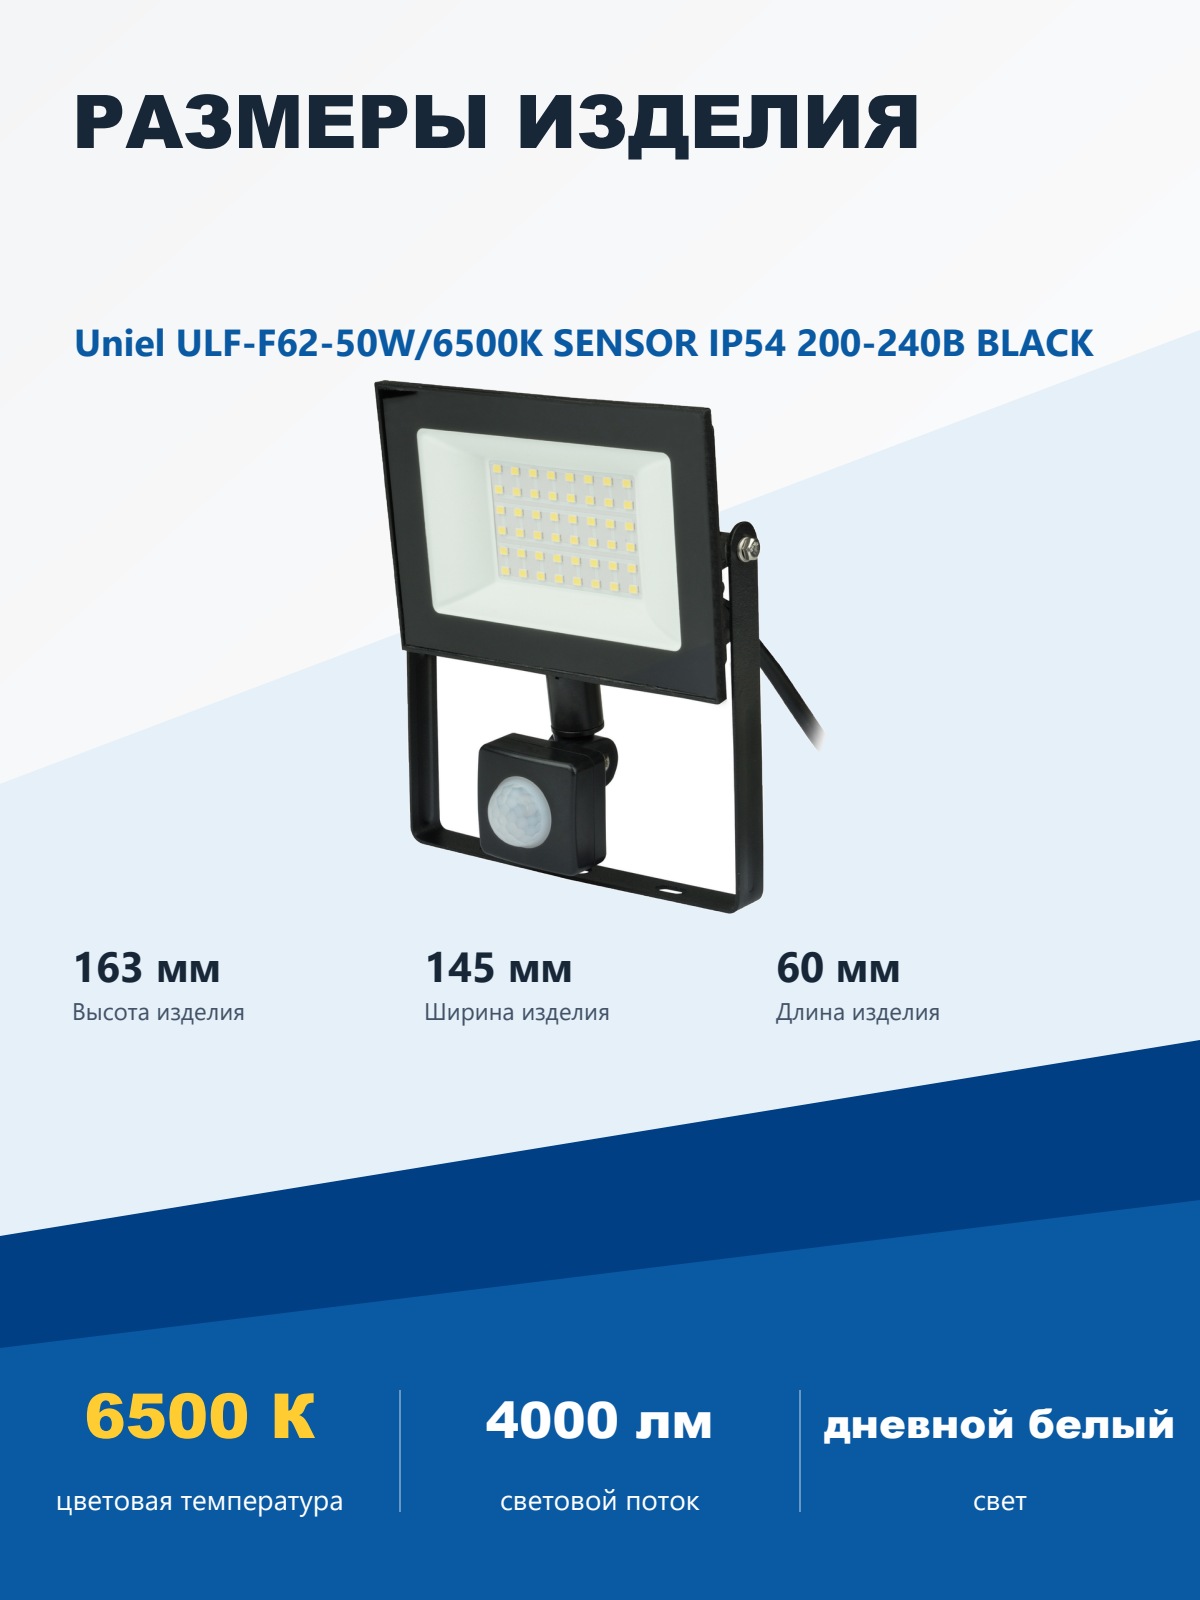 РАЗМЕРЫ ИЗДЕЛИЯ
Uniel ULF-F62-50W/6500K SENSOR IP54 200-240В BLACK
163 мм
Высота изделия
145 мм
Ширина изделия
60 мм
Длина изделия
6500 К
цветовая температура
4000 лм
световой поток
дневной белый
свет